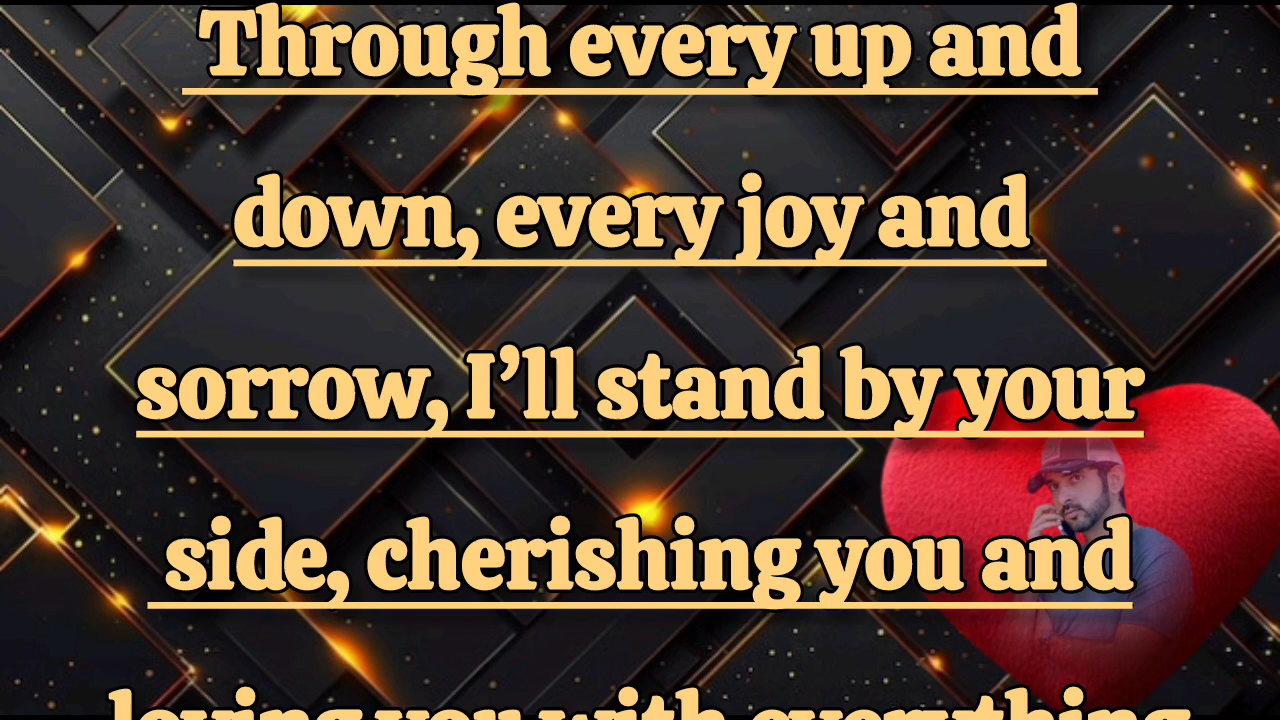 Through every up and
down, every joy and
sorrow, I’ll stand by your
side, cherishing you and
loving you with everything